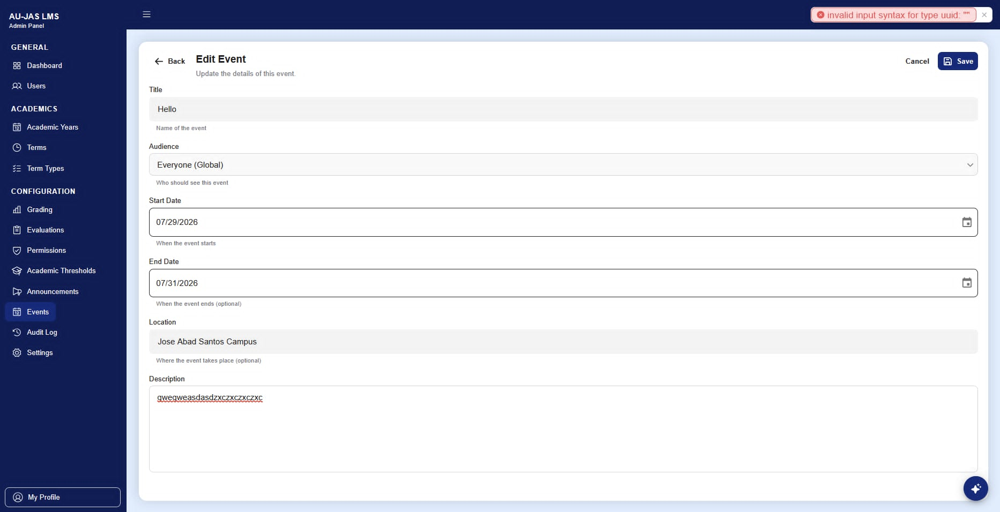 AU-JAS LMS
Admin Panel
invalid input syntax for type uuid: ""
GENERAL
Dashboard
Users
ACADEMICS
Academic Years
Terms
Term Types
CONFIGURATION
Grading
Evaluations
Permissions
Academic Thresholds
Announcements
Events
Audit Log
Settings
My Profile
Back
Edit Event
Update the details of this event.
Cancel
Save
Title
Hello
Name of the event
Audience
Everyone (Global)
Who should see this event
Start Date
07/29/2026
When the event starts
End Date
07/31/2026
When the event ends (optional)
Location
Jose Abad Santos Campus
Where the event takes place (optional)
Description
qweqweasdasdzxczxczxczxc